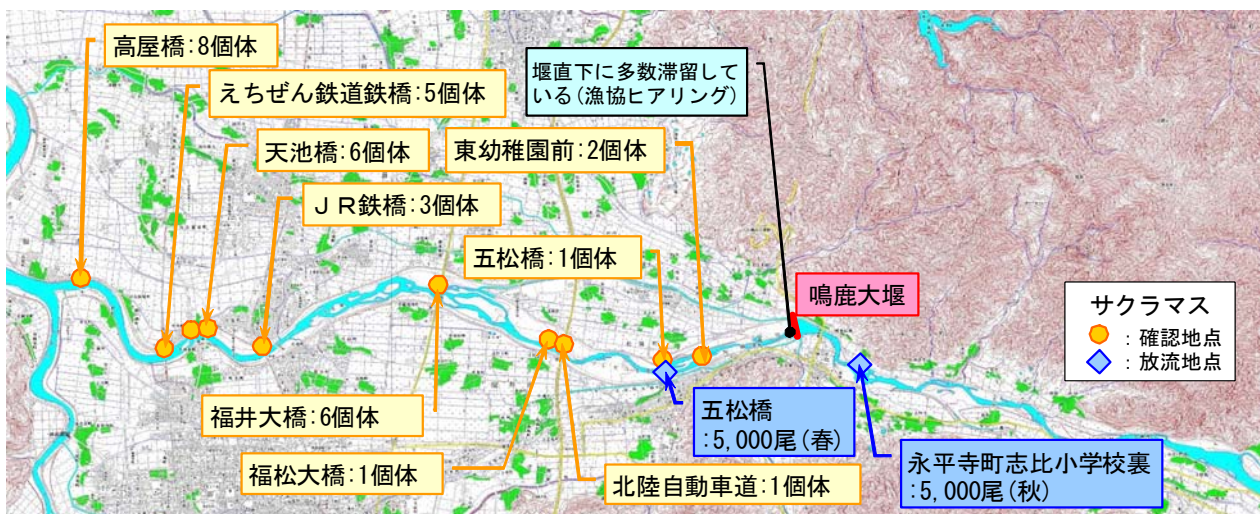 高屋橋:8個体
えちぜん鉄道鉄橋:5個体
天池橋:6個体
JR鉄橋:3個体
堰直下に多数滞留して
いる(漁協ヒアリング)
東幼稚園前:2個体
五松橋:1個体
鳴鹿大堰
サクラマス
:確認地点
:放流地点
福井大橋:6個体
福松大橋:1個体
北陸自動車道:1個体
五松橋
:5,000尾(春)
永平寺町志比小学校裏
:5,000尾(秋)